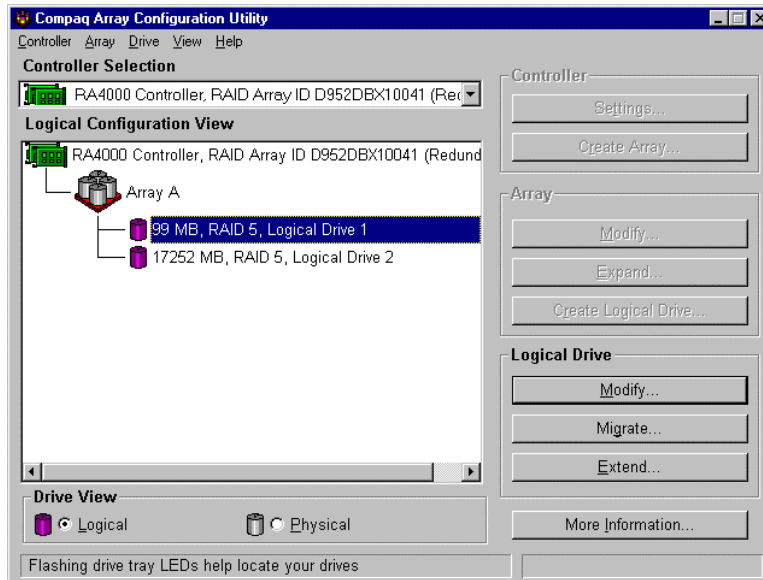 Compaq Array Configuration Utility
Controller Array Drive View Help
Controller Selection
RA4000 Controller, RAID Array ID D952DBX10041 (Rec
Logical Configuration View
RA4000 Controller, RAID Array ID D952DBX10041 (Redund
Array A
99 MB, RAID 5, Logical Drive 1
17252 MB, RAID 5, Logical Drive 2
Drive View
Logical
Physical
Flashing drive tray LEDs help locate your drives
Controller
Settings...
Create Array...
Array
Modify...
Expand...
Create Logical Drive...
Logical Drive
Modify...
Migrate...
Extend...
More Information...